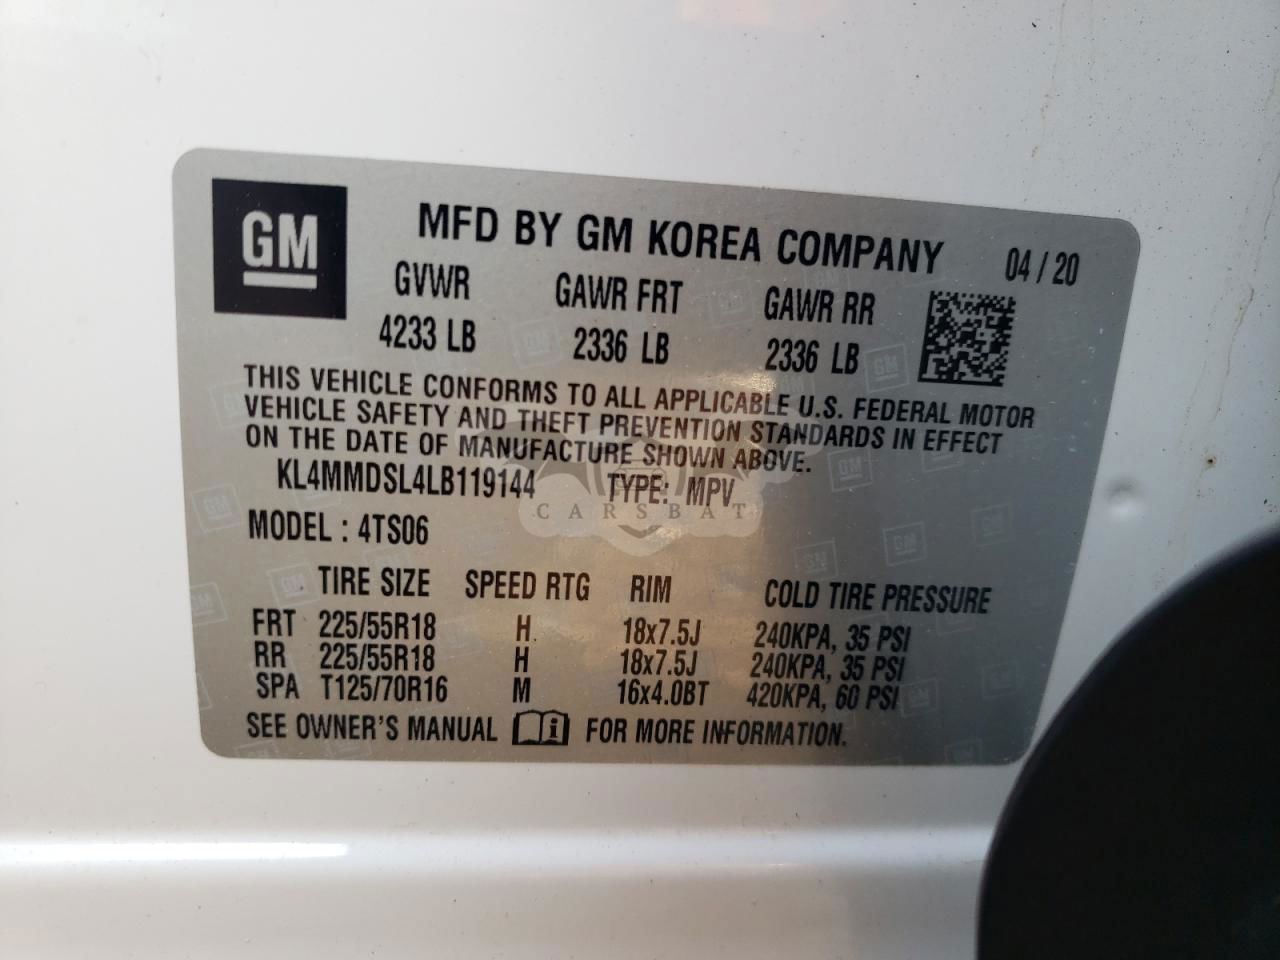 GM
MFD BY GM KOREA COMPANY 04 / 20
GVWR GAWR FRT GAWR RR
4233 LB 2336 LB 2336 LB
THIS VEHICLE CONFORMS TO ALL APPLICABLE U.S. FEDERAL MOTOR
VEHICLE SAFETY AND THEFT PREVENTION STANDARDS IN EFFECT
ON THE DATE OF MANUFACTURE SHOWN ABOVE.
KL4MMDSL4LB119144 TYPE: MPV
CARSBAT
MODEL : 4TS06
TIRE SIZE SPEED RTG RIM COLD TIRE PRESSURE
FRT 225/55R18 H 18x7.5J 240KPA, 35 PSI
RR 225/55R18 H 18x7.5J 240KPA, 35 PSI
SPA T125/70R16 M 16x4.0BT 420KPA, 60 PSI
SEE OWNER'S MANUAL i FOR MORE INFORMATION.